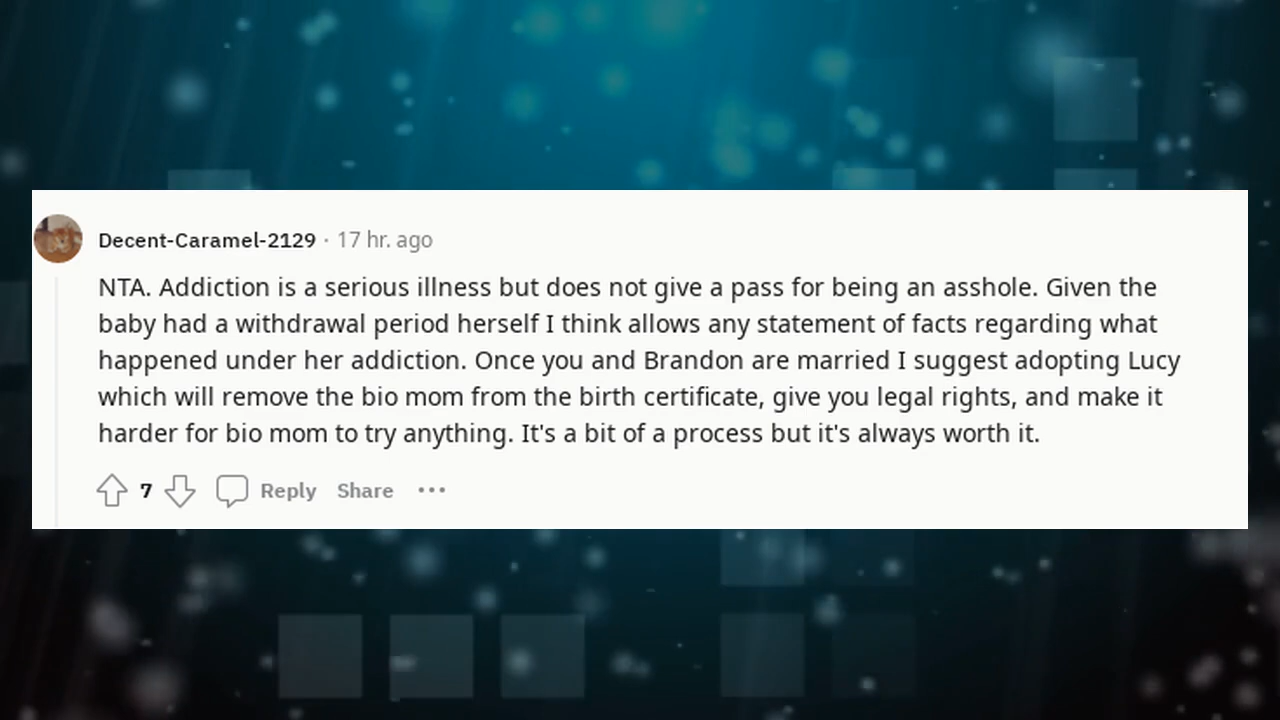 Decent-Caramel-2129 · 17 hr. ago
NTA. Addiction is a serious illness but does not give a pass for being an asshole. Given the
baby had a withdrawal period herself I think allows any statement of facts regarding what
happened under her addiction. Once you and Brandon are married I suggest adopting Lucy
which will remove the bio mom from the birth certificate, give you legal rights, and make it
harder for bio mom to try anything. It's a bit of a process but it's always worth it.
7 Reply Share ···